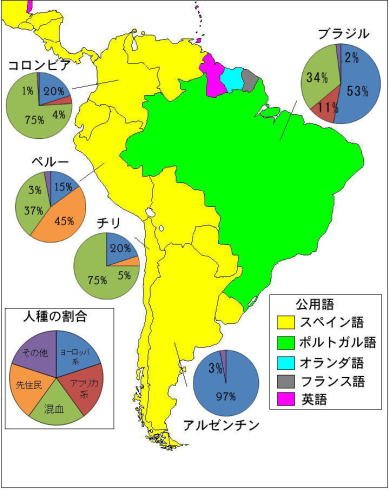 ブラジル
2%
34%
53%
11%
コロンビア
1%
20%
4%
75%
ペルー
3%
15%
37%
45%
チリ
20%
5%
75%
人種の割合
その他
ヨーロッパ
系
先住民
アフリカ
系
混血
3%
97%
アルゼンチン
公用語
スペイン語
ポルトガル語
オランダ語
フランス語
英語